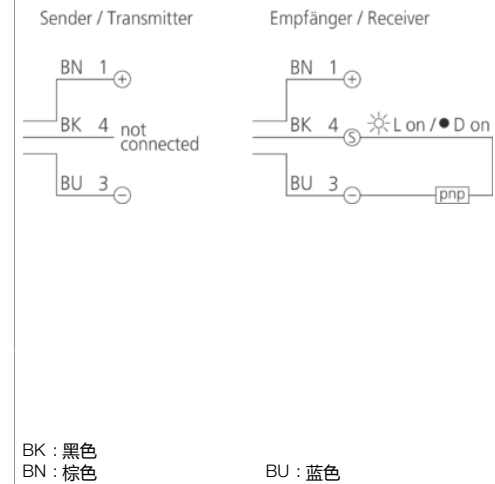 Sender / Transmitter
Empfänger / Receiver
BN 1 +
BN 1 +
BK 4 not connected
BK 4 S L on / ● D on
BU 3 −
BU 3 − pnp
BK : 黑色
BN : 棕色
BU : 蓝色